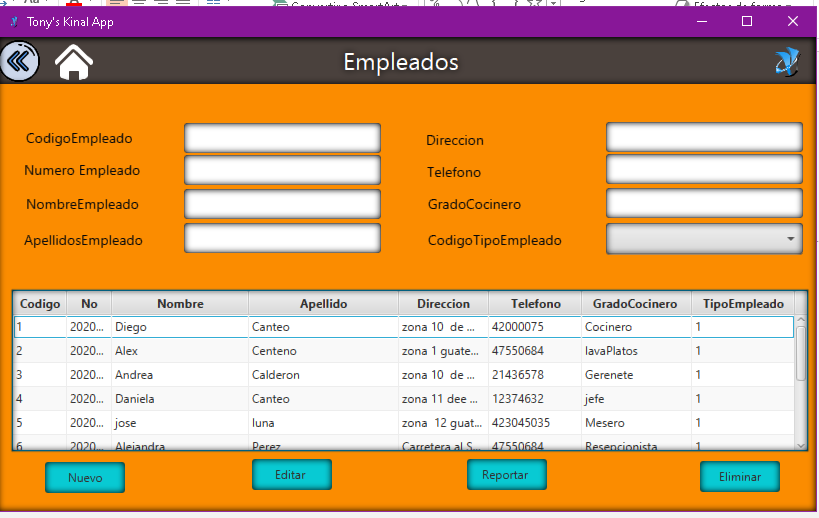 Tony's Kinal App
Empleados
CodigoEmpleado
Direccion
Numero Empleado
Telefono
NombreEmpleado
GradoCocinero
ApellidosEmpleado
CodigoTipoEmpleado
Codigo No Nombre Apellido Direccion Telefono GradoCocinero TipoEmpleado
1 2020... Diego Canteo zona 10 de ... 42000075 Cocinero 1
2 2020... Alex Centeno zona 1 guate... 47550684 lavaPlatos 1
3 2020... Andrea Calderon zona 10 de ... 21436578 Gerenete 1
4 2020... Daniela Canteo zona 11 dee ... 12374632 jefe 1
5 2020... jose luna zona 12 guat... 423045035 Mesero 1
6 2020... Alejandra Perez Carretera al S... 47550684 Resepcionista 1
Nuevo Editar Reportar Eliminar